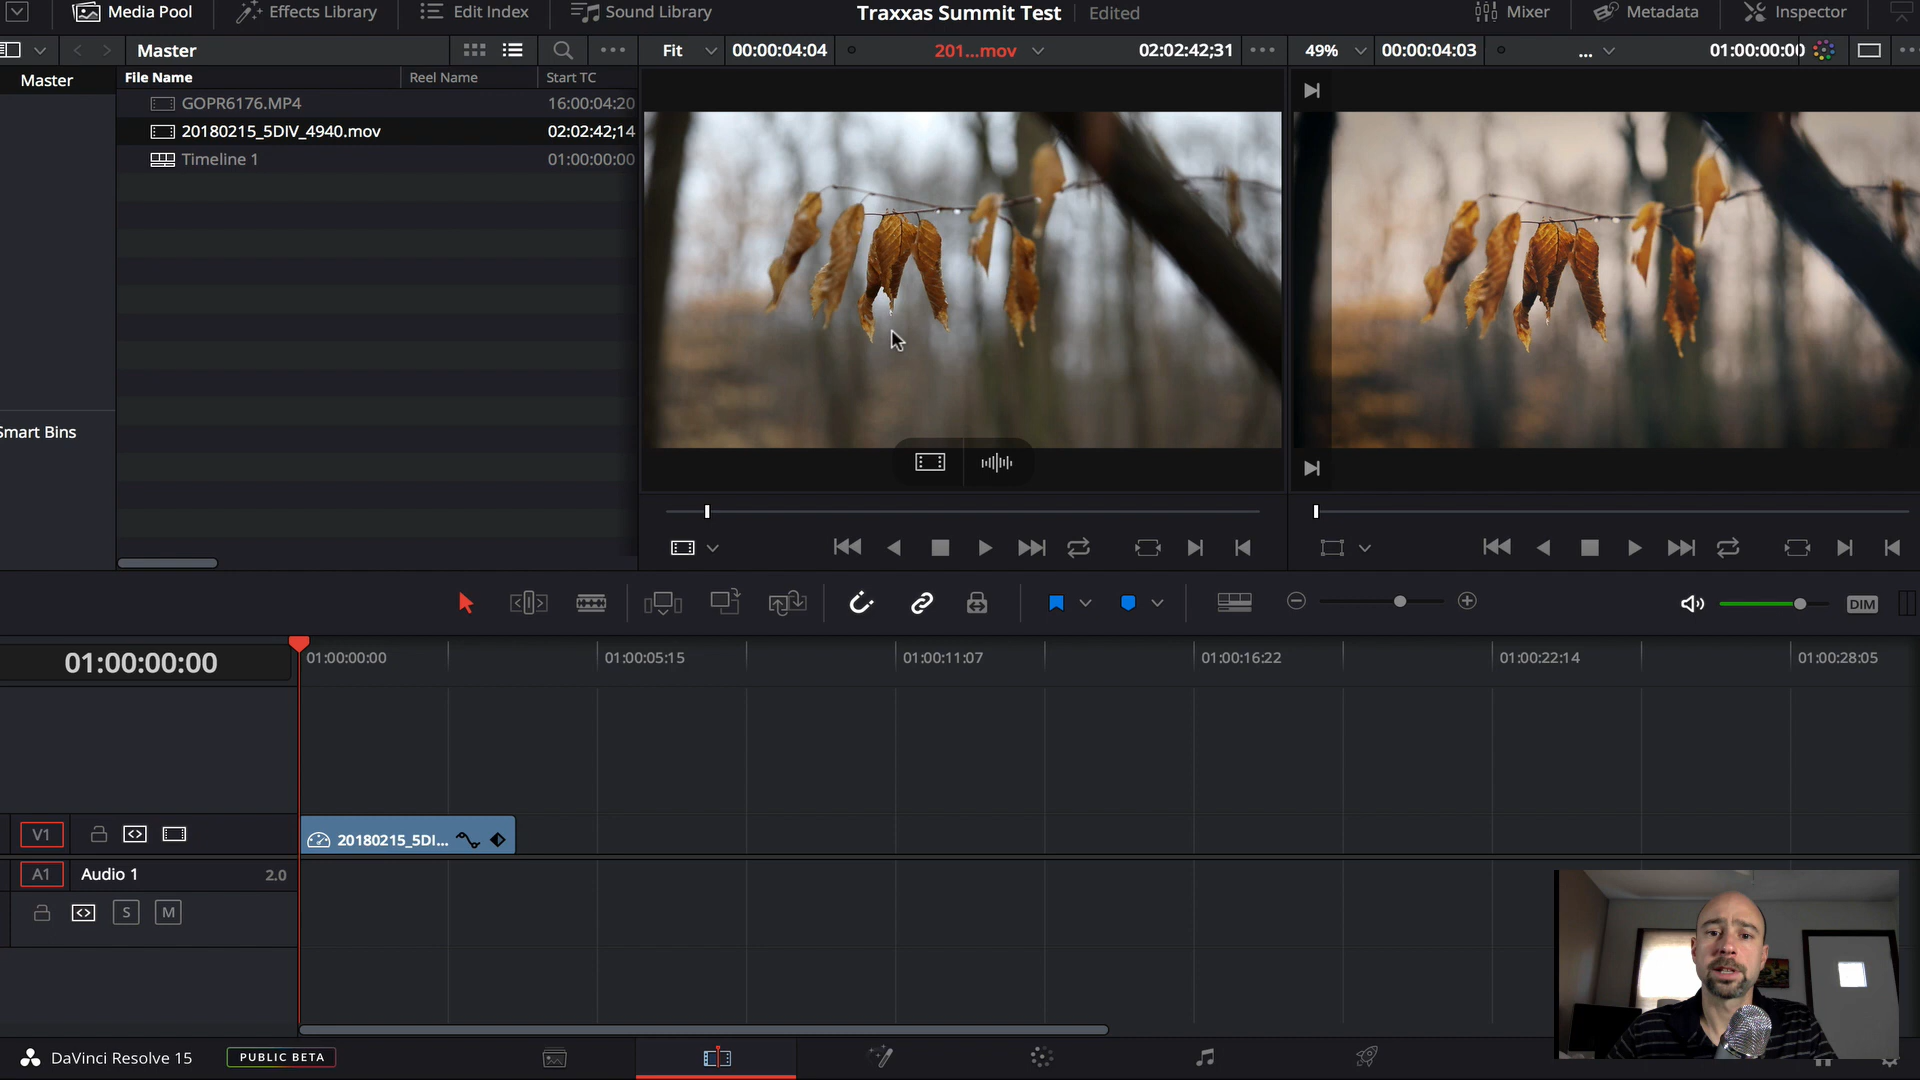 Media Pool
Effects Library
Edit Index
Sound Library
Traxxas Summit Test
Edited
Mixer
Metadata
Inspector
Master
Fit
00:00:04:04
201...mov
02:02:42;31
49%
00:00:04:03
...
01:00:00:00
Master
File Name
Reel Name
Start TC
GOPR6176.MP4
16:00:04:20
20180215_5DIV_4940.mov
02:02:42;14
Timeline 1
01:00:00:00
Smart Bins
DIM
01:00:00:00
01:00:00:00
01:00:05:15
01:00:11:07
01:00:16:22
01:00:22:14
01:00:28:05
V1
20180215_5DI...
A1
Audio 1
2.0
S
M
DaVinci Resolve 15
PUBLIC BETA